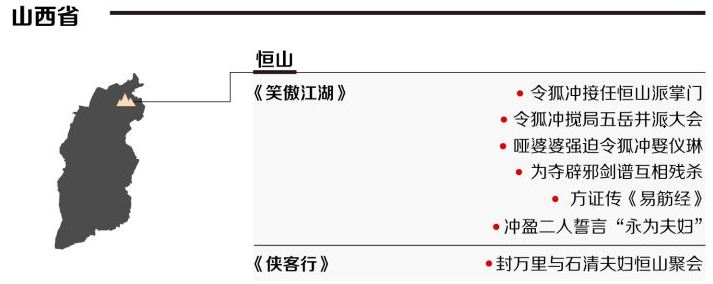 山西省
恒山
《笑傲江湖》
• 令狐冲接任恒山派掌门
• 令狐冲搅局五岳并派大会
• 哑婆婆强迫令狐冲娶仪琳
• 为夺辟邪剑谱互相残杀
• 方证传《易筋经》
• 冲盈二人誓言“永为夫妇”
《侠客行》
• 封万里与石清夫妇恒山聚会